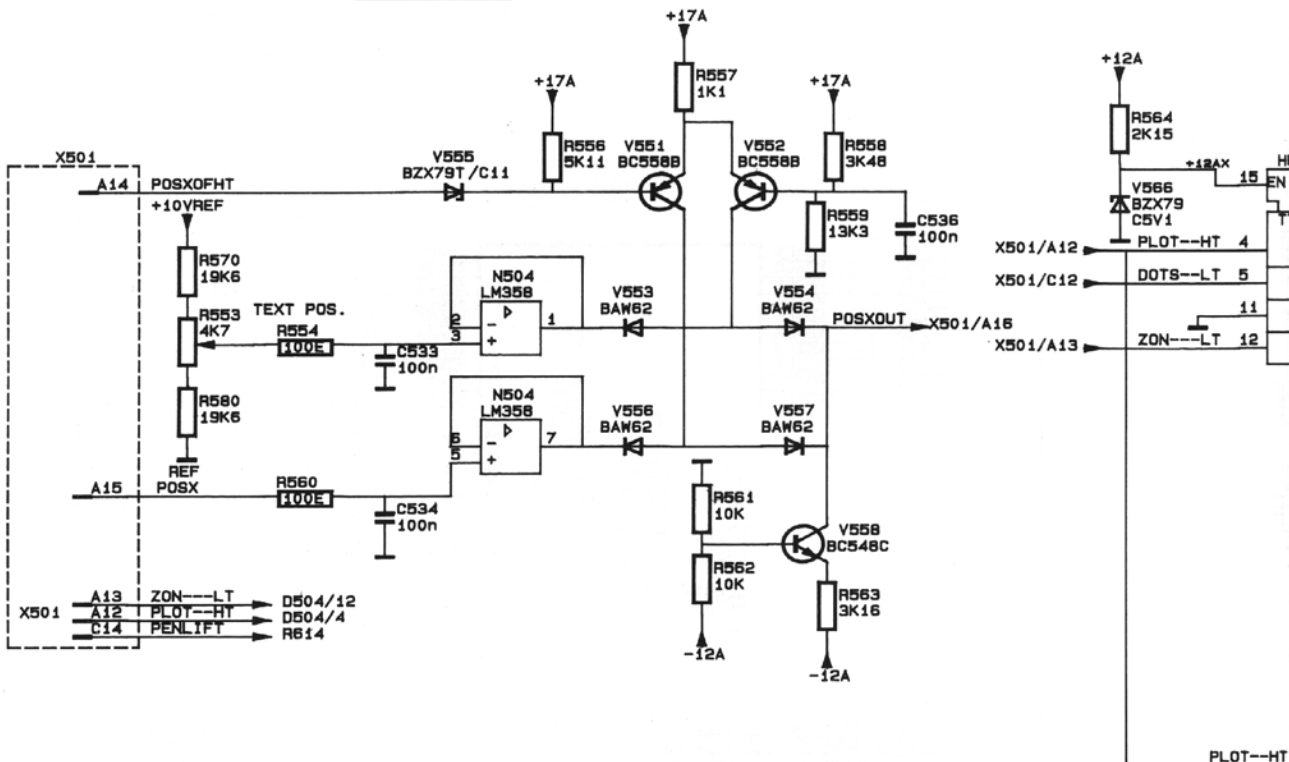 +17A
+17A
R557
1K1
+17A
+12A
R564
2K15
X501
R556
5K11
V551
BC558B
V552
BC558B
R558
3K48
V555
BZX79T/C11
+12AX
A14 POSXOFHT
15 EN
V566
BZX79
C5V1
+10VREF
R559
13K3
C536
100n
X501/A12 PLOT--HT 4
R570
19K6
X501/C12 DOTS--LT 5
N504
LM358
V553
BAW62
V554
BAW62
R553
4K7
TEXT POS.
R554
100E
2 -
3 +
1
POSXOUT X501/A16
11
X501/A13 ZON---LT 12
C533
100n
R580
19K6
N504
LM358
V556
BAW62
V557
BAW62
6 -
5 +
7
REF
A15 POSX
R560
100E
C534
100n
R561
10K
V558
BC548C
R562
10K
R563
3K16
X501
A13 ZON---LT D504/12
A12 PLOT--HT D504/4
C14 PENLIFT R614
-12A
-12A
PLOT--HT